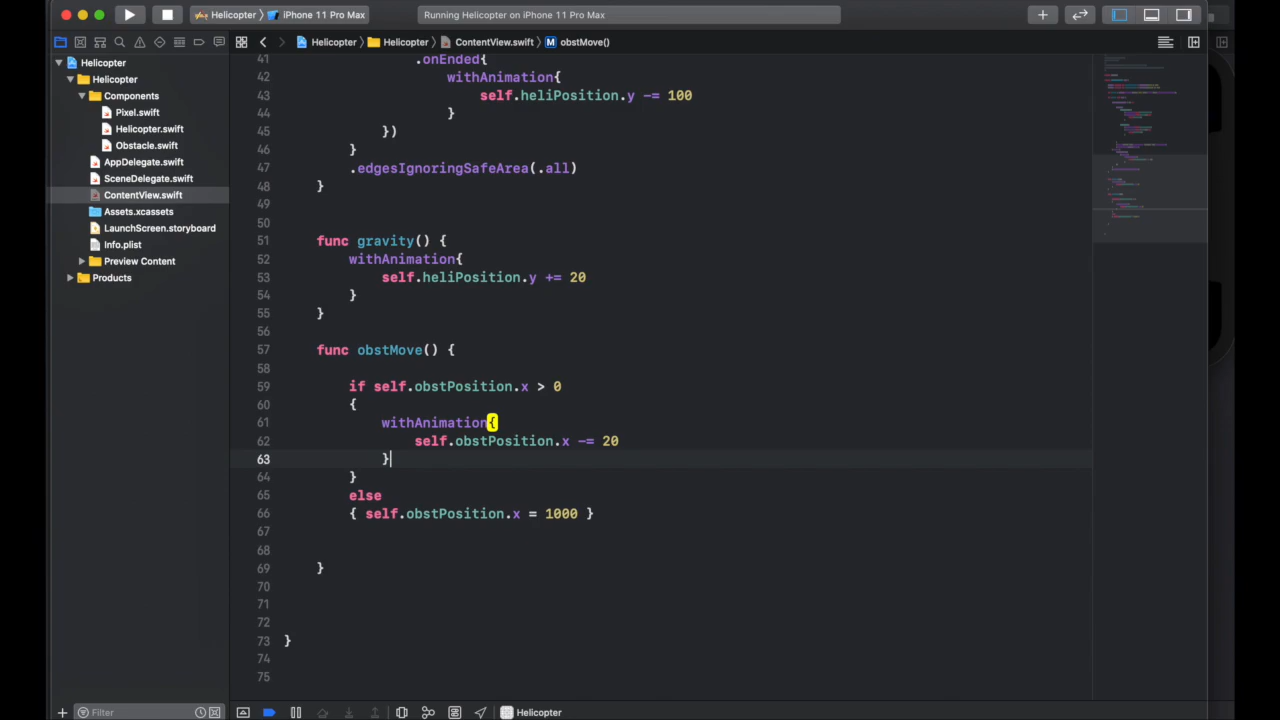 Helicopter
iPhone 11 Pro Max
Running Helicopter on iPhone 11 Pro Max
Helicopter
Helicopter
ContentView.swift
M
obstMove()
Helicopter
Helicopter
Components
Pixel.swift
Helicopter.swift
Obstacle.swift
AppDelegate.swift
SceneDelegate.swift
ContentView.swift
Assets.xcassets
LaunchScreen.storyboard
Info.plist
Preview Content
Products
41 .onEnded{
42 withAnimation{
43 self.heliPosition.y -= 100
44 }
45 })
46 }
47 .edgesIgnoringSafeArea(.all)
48 }
49
50
51 func gravity() {
52 withAnimation{
53 self.heliPosition.y += 20
54 }
55 }
56
57 func obstMove() {
58
59 if self.obstPosition.x > 0
60 {
61 withAnimation{
62 self.obstPosition.x -= 20
63 }
64 }
65 else
66 { self.obstPosition.x = 1000 }
67
68
69 }
70
71
72
73 }
74
75
Filter
Helicopter